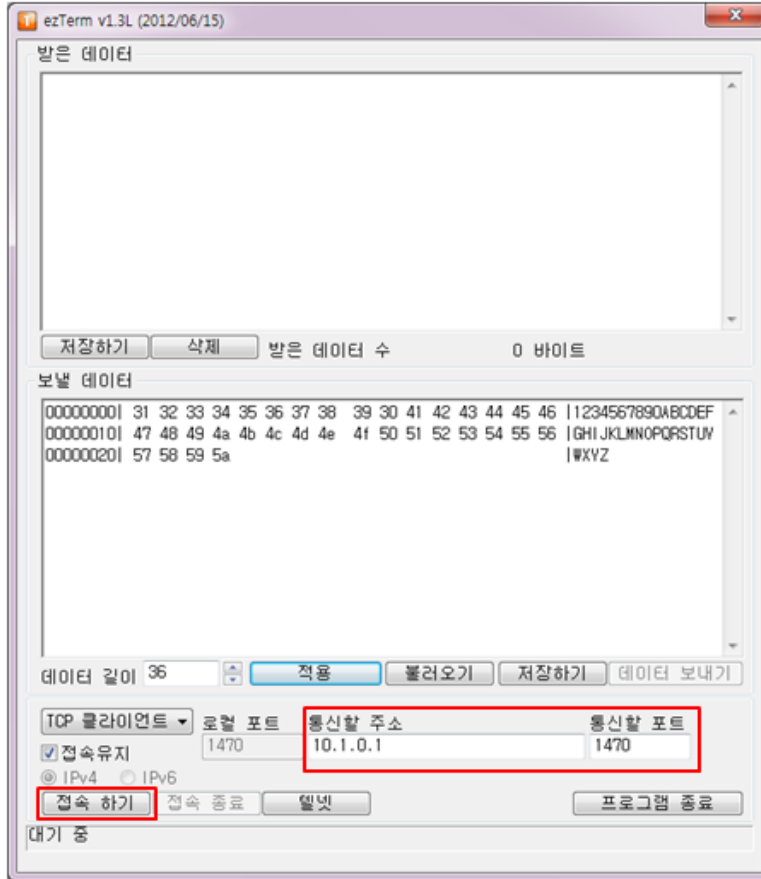 ezTerm v1.3L (2012/06/15)
받은 데이터
저장하기 삭제 받은 데이터 수 0 바이트
보낼 데이터
00000000| 31 32 33 34 35 36 37 38 39 30 41 42 43 44 45 46 |1234567890ABCDEF
00000010| 47 48 49 4a 4b 4c 4d 4e 4f 50 51 52 53 54 55 56 |GHIJKLMNOPQRSTUV
00000020| 57 58 59 5a |WXYZ
데이터 길이 36 적용 불러오기 저장하기 데이터 보내기
TCP 클라이언트 로컬 포트 통신할 주소 통신할 포트
접속유지 1470 10.1.0.1 1470
IPv4 IPv6
접속 하기 접속 종료 텔넷 프로그램 종료
대기 중